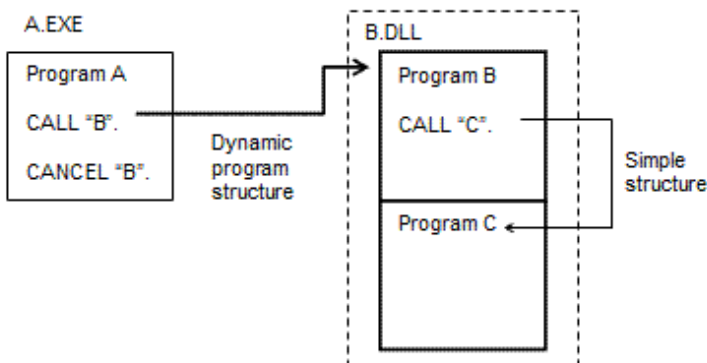 A.EXE
Program A
CALL “B”.
CANCEL “B”.
Dynamic
program
structure
B.DLL
Program B
CALL “C”.
Program C
Simple
structure